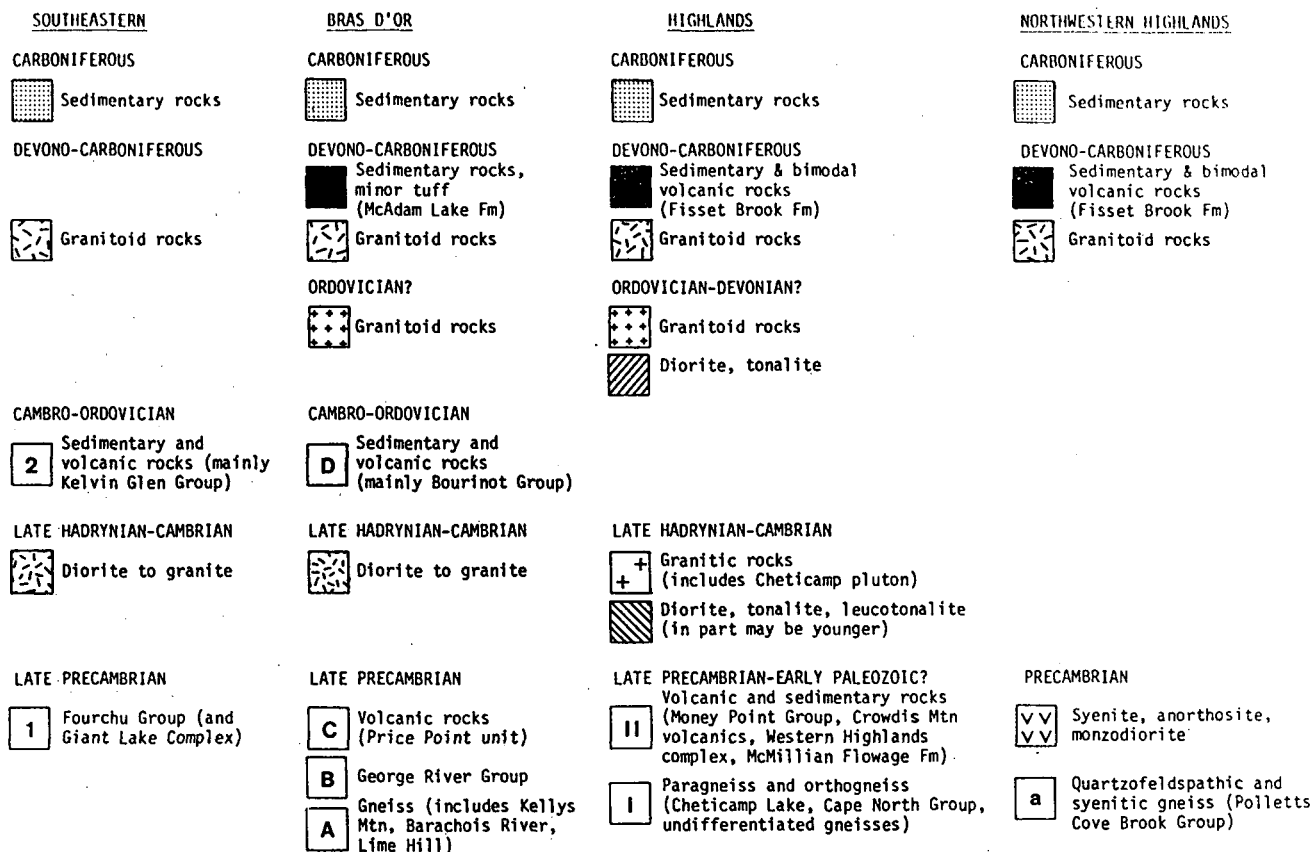 SOUTHEASTERN
CARBONIFEROUS
Sedimentary rocks
DEVONO-CARBONIFEROUS
Granitoid rocks
CAMBRO-ORDOVICIAN
2
Sedimentary and
volcanic rocks (mainly
Kelvin Glen Group)
LATE HADRYNIAN-CAMBRIAN
Diorite to granite
LATE PRECAMBRIAN
1
Fourchu Group (and
Giant Lake Complex)
BRAS D'OR
CARBONIFEROUS
Sedimentary rocks
DEVONO-CARBONIFEROUS
Sedimentary rocks,
minor tuff
(McAdam Lake Fm)
Granitoid rocks
ORDOVICIAN?
Granitoid rocks
CAMBRO-ORDOVICIAN
D
Sedimentary and
volcanic rocks
(mainly Bourinot Group)
LATE HADRYNIAN-CAMBRIAN
Diorite to granite
LATE PRECAMBRIAN
C
Volcanic rocks
(Price Point unit)
B
George River Group
A
Gneiss (includes Kellys
Mtn, Barachois River,
Lime Hill)
HIGHLANDS
CARBONIFEROUS
Sedimentary rocks
DEVONO-CARBONIFEROUS
Sedimentary & bimodal
volcanic rocks
(Fisset Brook Fm)
Granitoid rocks
ORDOVICIAN-DEVONIAN?
Granitoid rocks
Diorite, tonalite
LATE HADRYNIAN-CAMBRIAN
Granitic rocks
(includes Cheticamp pluton)
Diorite, tonalite, leucotonalite
(in part may be younger)
LATE PRECAMBRIAN-EARLY PALEOZOIC?
II
Volcanic and sedimentary rocks
(Money Point Group, Crowdis Mtn
volcanics, Western Highlands
complex, McMillian Flowage Fm)
I
Paragneiss and orthogneiss
(Cheticamp Lake, Cape North Group,
undifferentiated gneisses)
NORTHWESTERN HIGHLANDS
CARBONIFEROUS
Sedimentary rocks
DEVONO-CARBONIFEROUS
Sedimentary & bimodal
volcanic rocks
(Fisset Brook Fm)
Granitoid rocks
PRECAMBRIAN
Syenite, anorthosite,
monzodiorite
a
Quartzofeldspathic and
syenitic gneiss (Polletts
Cove Brook Group)